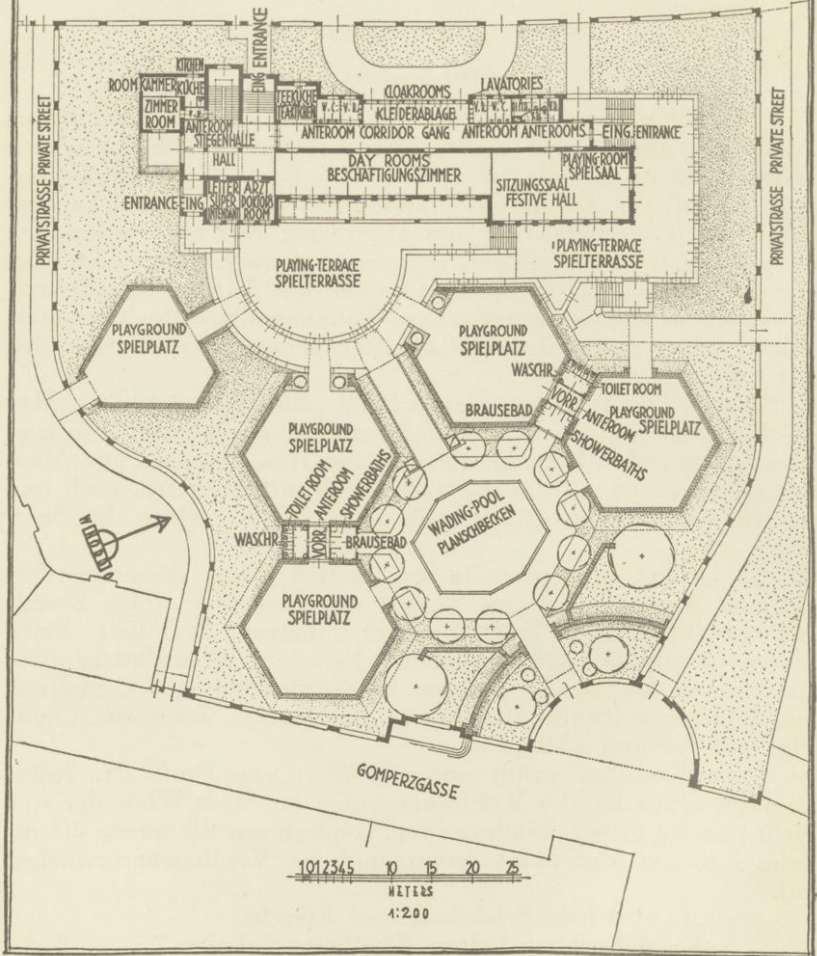 EING ENTRANCE
KITCHEN
ROOM
KAMMER
KÜCHE
ZIMMER
ROOM
V.R.
ANTEROOM
STIEGENHALLE
HALL
TEEKÜCHE
W.C.
V.R.
CLOAKROOMS
KLEIDERABLAGE
LAVATORIES
V.R.
W.C.
ANTEROOM CORRIDOR GANG ANTEROOM ANTEROOMS
EING. ENTRANCE
DAY ROOMS
BESCHÄFTIGUNGSZIMMER
PLAYING-ROOM
SPIELSAAL
SITZUNGSSAAL
FESTIVE HALL
ENTRANCE EING
LEITER
SUPER
INTENDANT
ARZT
DOKTORS
ROOM
PRIVATSTRASSE PRIVATE STREET
PRIVATSTRASSE PRIVATE STREET
PLAYING-TERRACE
SPIELTERRASSE
PLAYING-TERRACE
SPIELTERRASSE
PLAYGROUND
SPIELPLATZ
PLAYGROUND
SPIELPLATZ
WASCHR.
VORR.
BRAUSEBAD
TOILET ROOM
ANTEROOM
SHOWERBATHS
PLAYGROUND
SPIELPLATZ
PLAYGROUND
SPIELPLATZ
TOILET ROOM
ANTEROOM
SHOWERBATHS
WASCHR.
VORR.
BRAUSEBAD
WADING-POOL
PLANSCHBECKEN
PLAYGROUND
SPIELPLATZ
GOMPERZGASSE
1 0 1 2 3 4 5 10 15 20 25
METERS
1:200